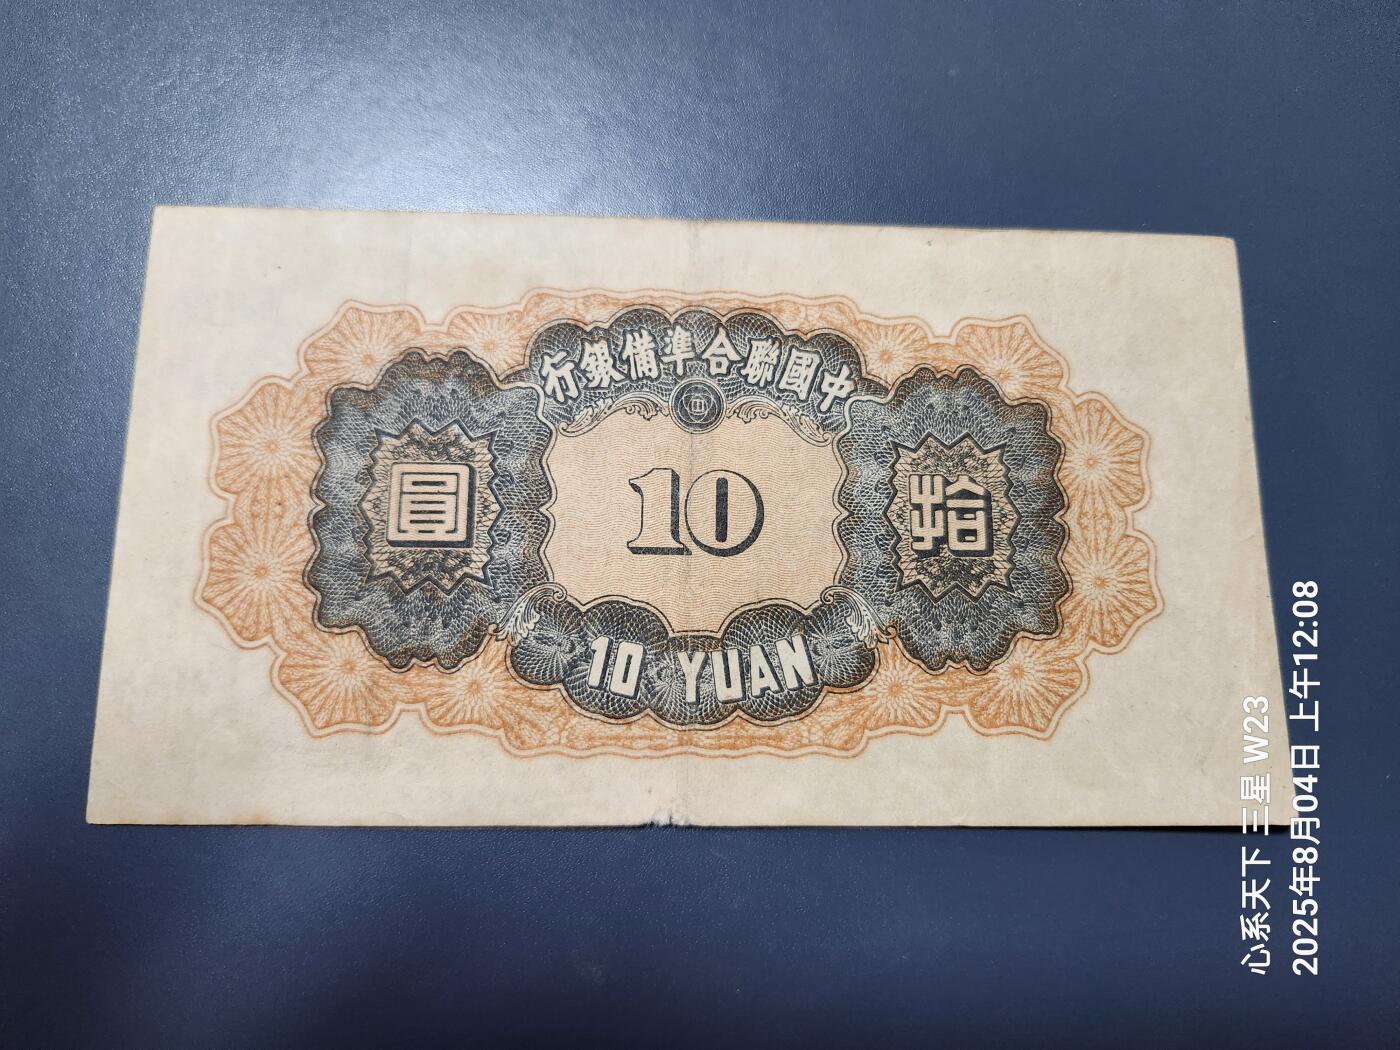 中國聯合準備銀行
拾
10
圓
10 YUAN
心系天下 三星 W23
2025年8月04日 上午12:08